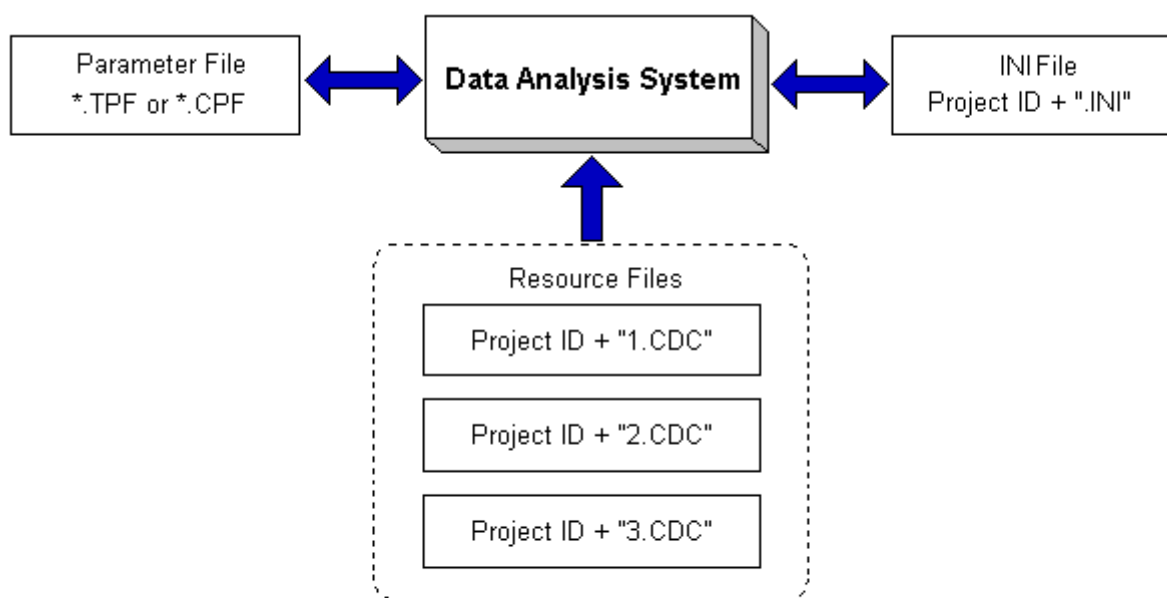 Parameter File
*.TPF or *.CPF
Data Analysis System
INI File
Project ID + ".INI"
Resource Files
Project ID + "1.CDC"
Project ID + "2.CDC"
Project ID + "3.CDC"